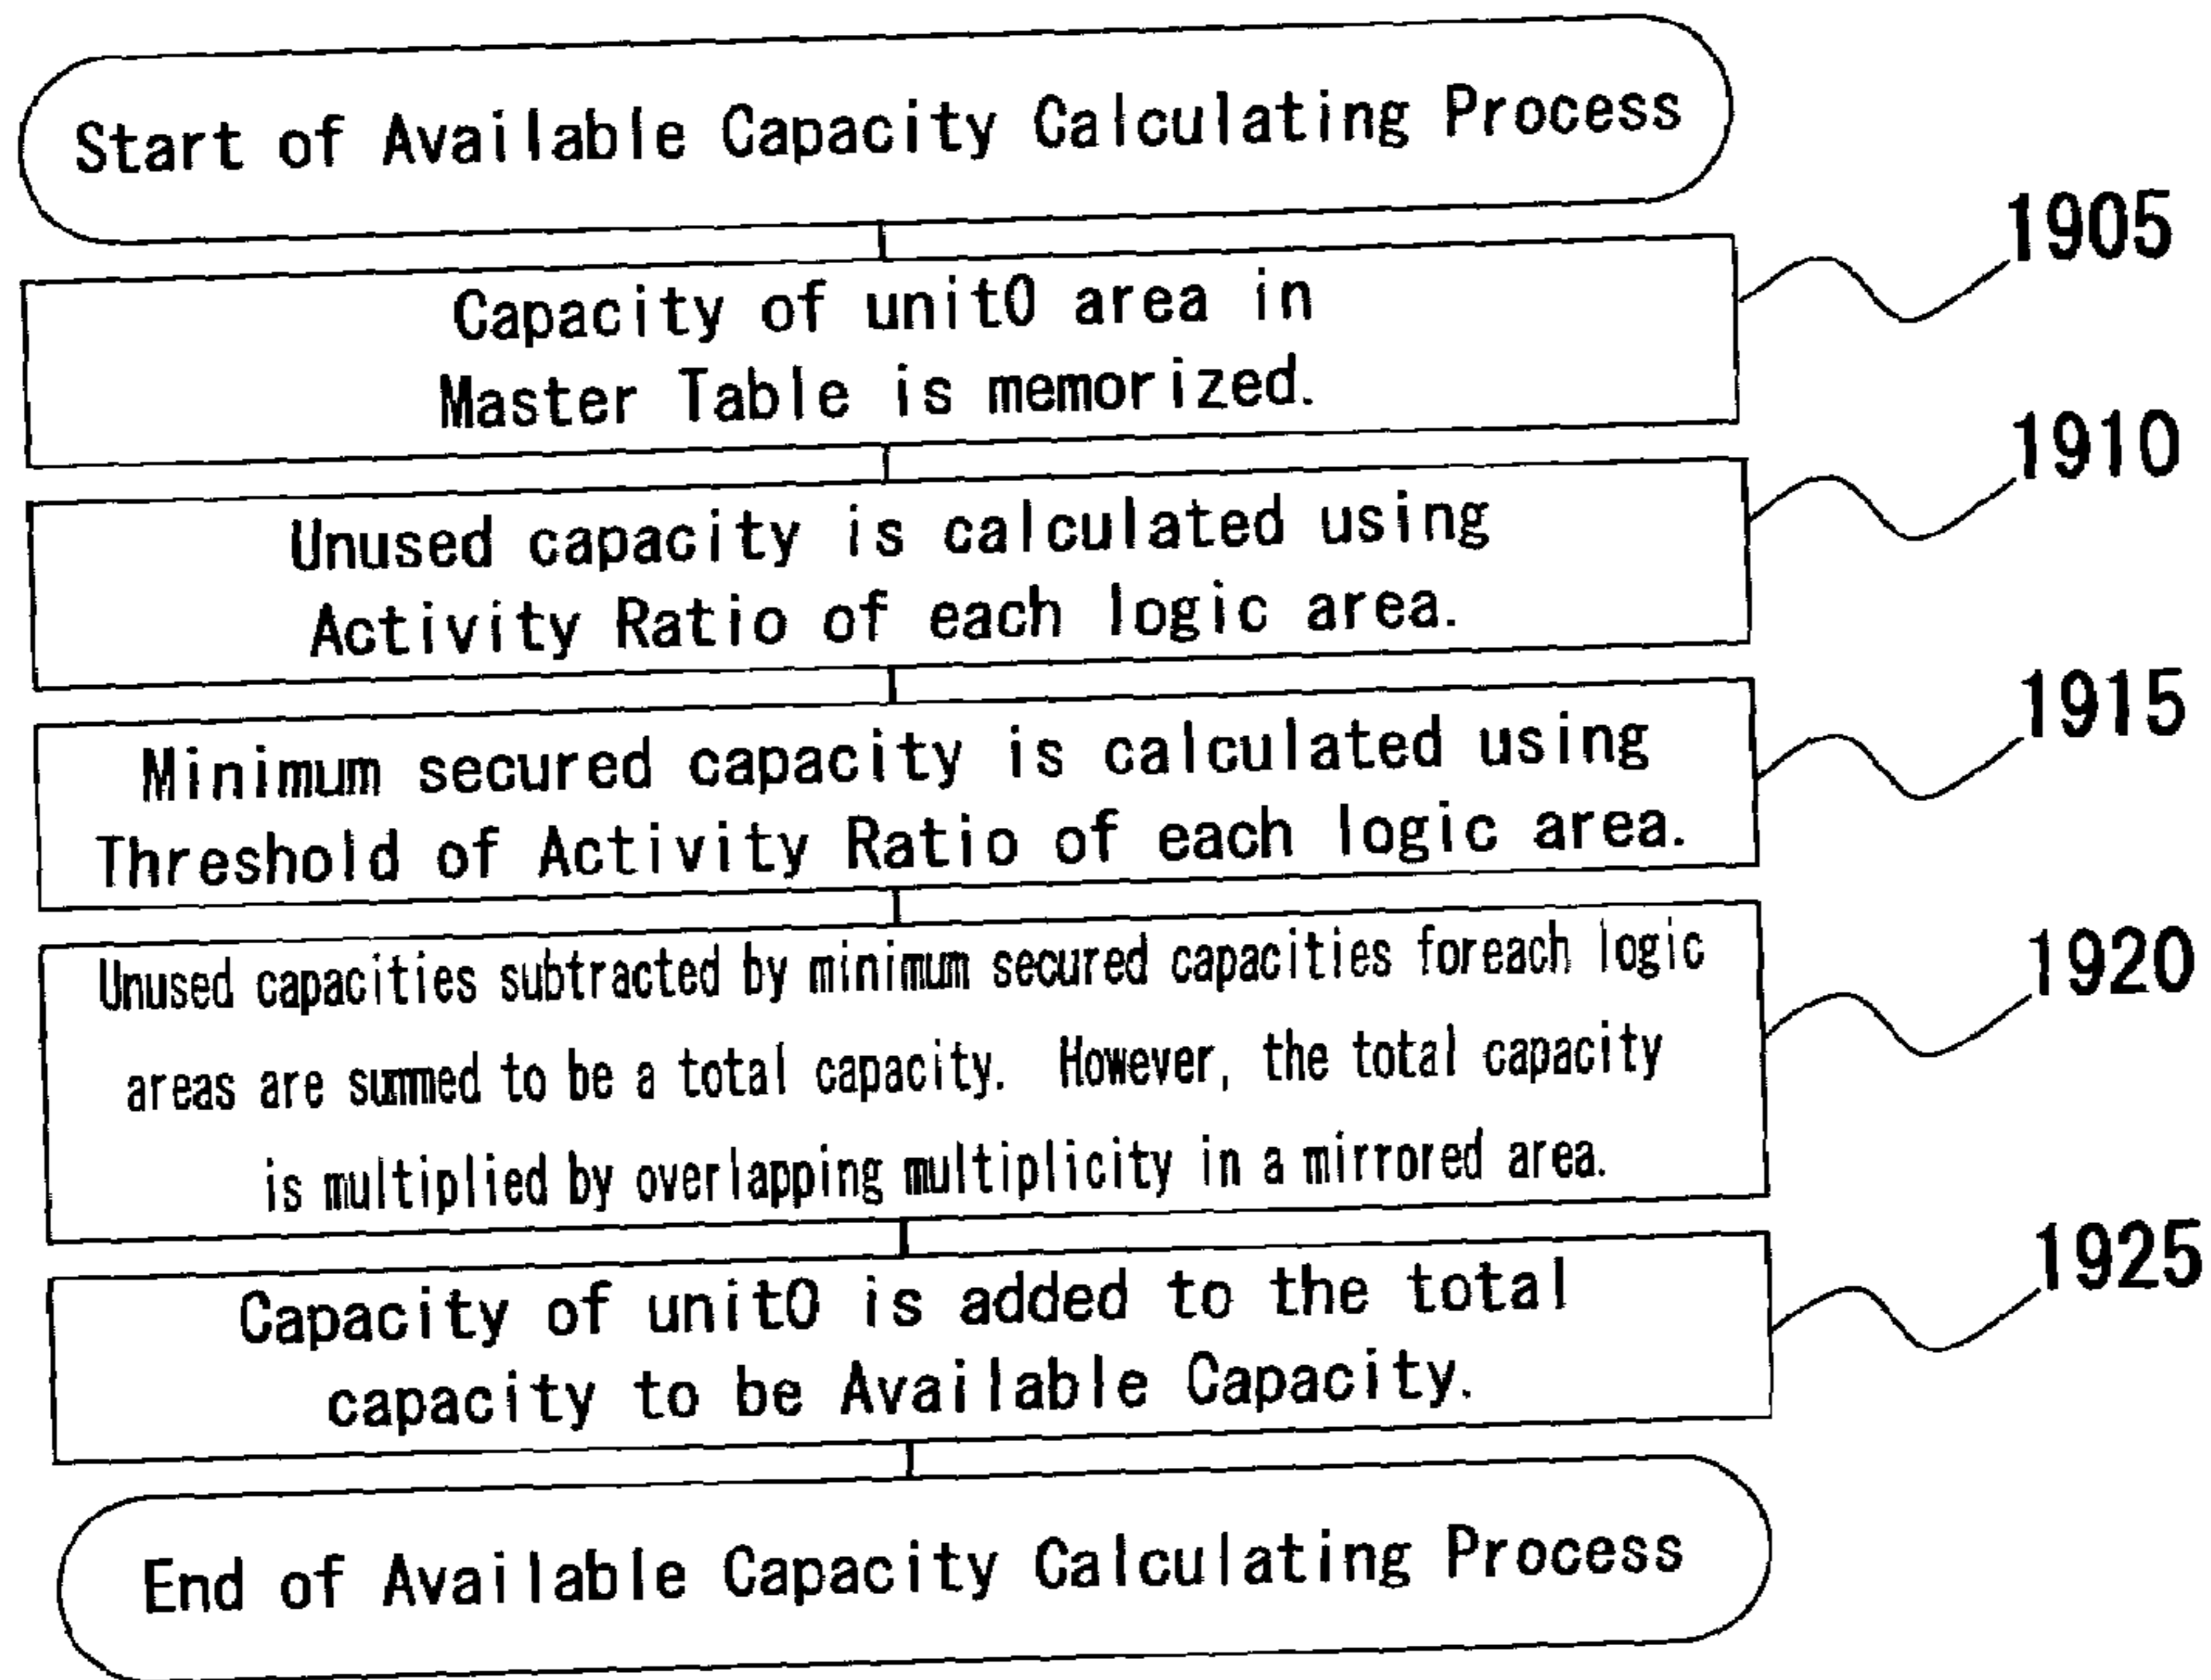 Start of Available Capacity Calculating Process
1905
Capacity of unit0 area in
Master Table is memorized.
1910
Unused capacity is calculated using
Activity Ratio of each logic area.
1915
Minimum secured capacity is calculated using
Threshold of Activity Ratio of each logic area.
1920
Unused capacities subtracted by minimum secured capacities foreach logic
areas are summed to be a total capacity. However, the total capacity
is multiplied by overlapping multiplicity in a mirrored area.
1925
Capacity of unit0 is added to the total
capacity to be Available Capacity.
End of Available Capacity Calculating Process